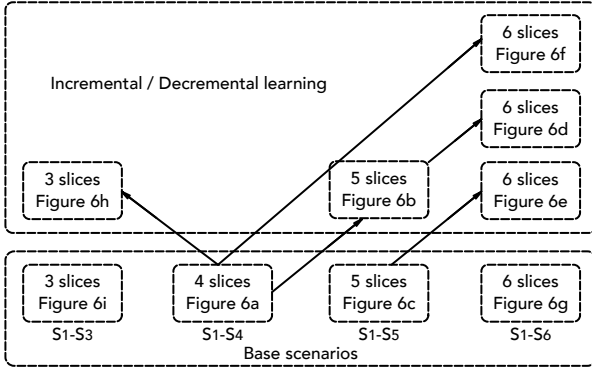 6 slices
Figure 6f
Incremental / Decremental learning
6 slices
Figure 6d
3 slices
Figure 6h
5 slices
Figure 6b
6 slices
Figure 6e
3 slices
Figure 6i
4 slices
Figure 6a
5 slices
Figure 6c
6 slices
Figure 6g
S1-S3
S1-S4
S1-S5
S1-S6
Base scenarios